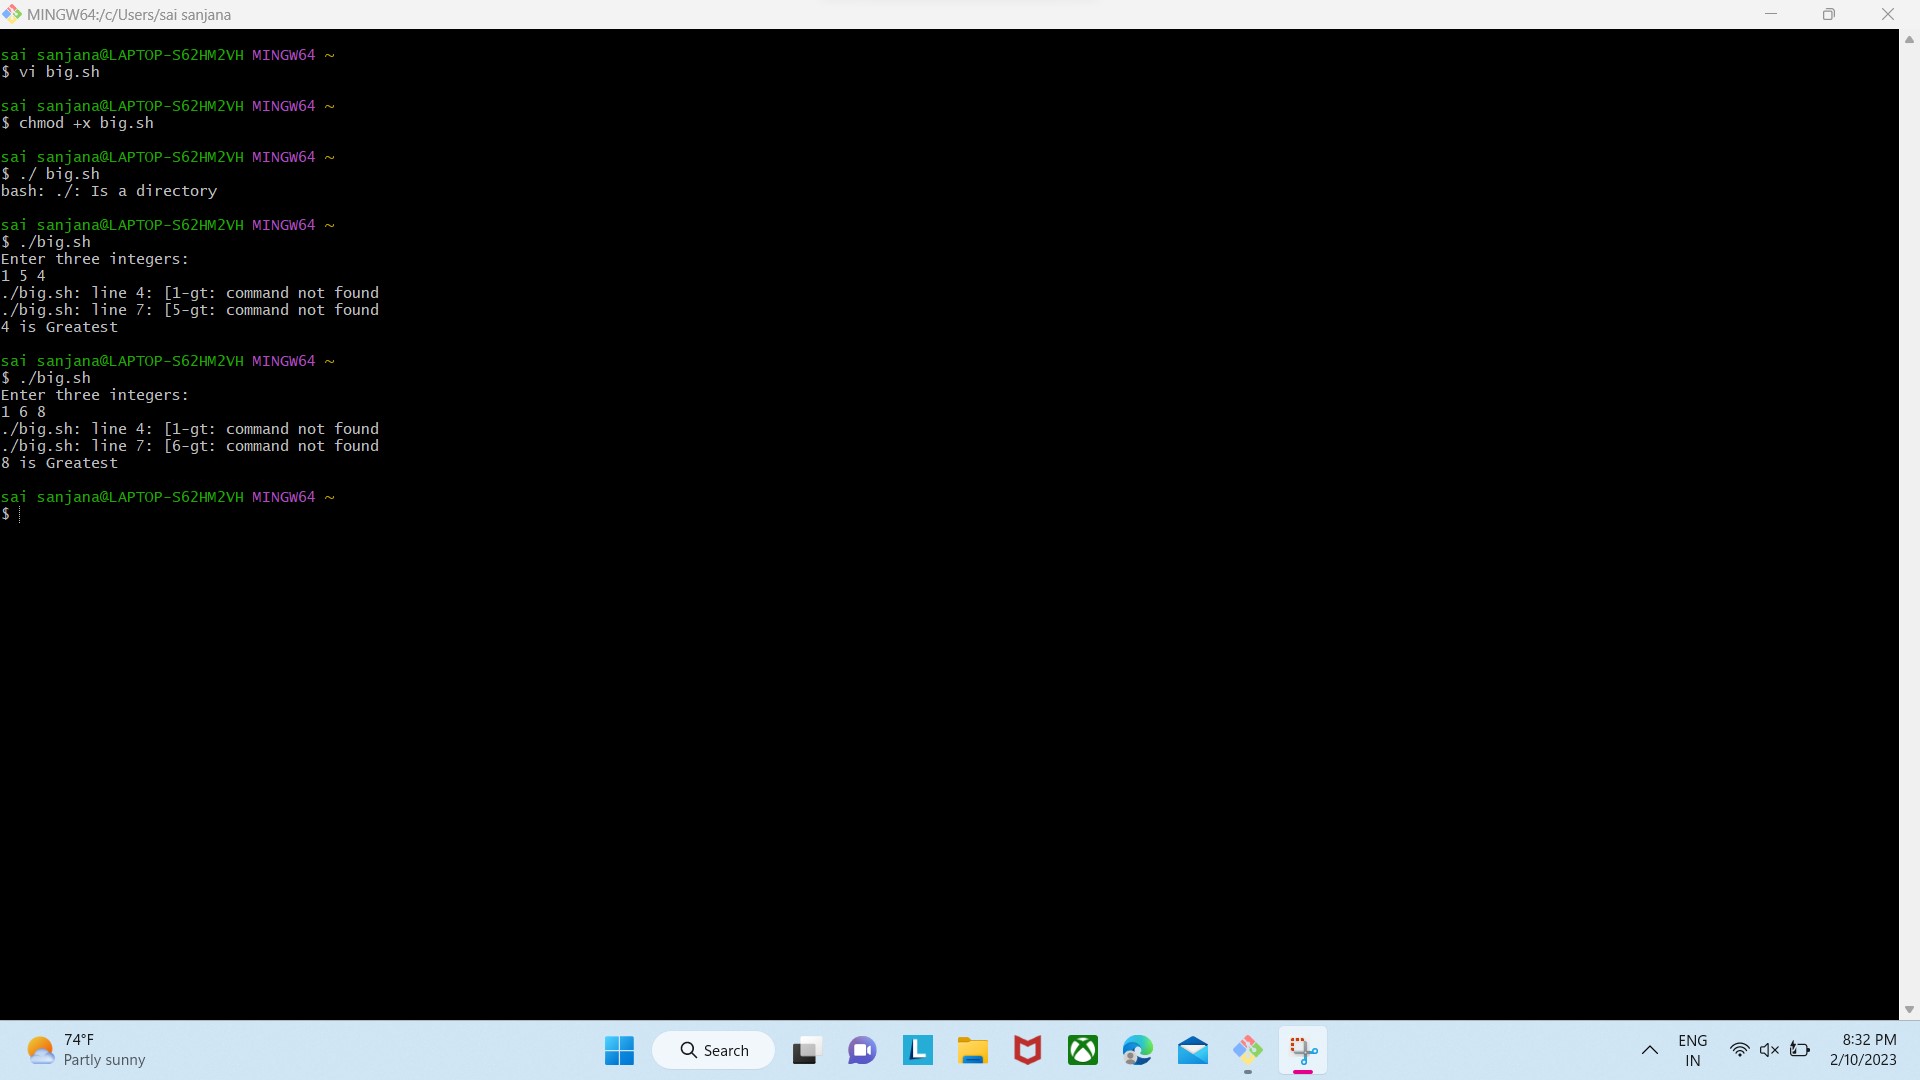 MINGW64:/c/Users/sai sanjana
sai sanjana@LAPTOP-S62HM2VH MINGW64 ~
$ vi big.sh
sai sanjana@LAPTOP-S62HM2VH MINGW64 ~
$ chmod +x big.sh
sai sanjana@LAPTOP-S62HM2VH MINGW64 ~
$ ./ big.sh
bash: ./: Is a directory
sai sanjana@LAPTOP-S62HM2VH MINGW64 ~
$ ./big.sh
Enter three integers:
1 5 4
./big.sh: line 4: [1-gt: command not found
./big.sh: line 7: [5-gt: command not found
4 is Greatest
sai sanjana@LAPTOP-S62HM2VH MINGW64 ~
$ ./big.sh
Enter three integers:
1 6 8
./big.sh: line 4: [1-gt: command not found
./big.sh: line 7: [6-gt: command not found
8 is Greatest
sai sanjana@LAPTOP-S62HM2VH MINGW64 ~
$
74°F
Partly sunny
Search
L
ENG
IN
8:32 PM
2/10/2023